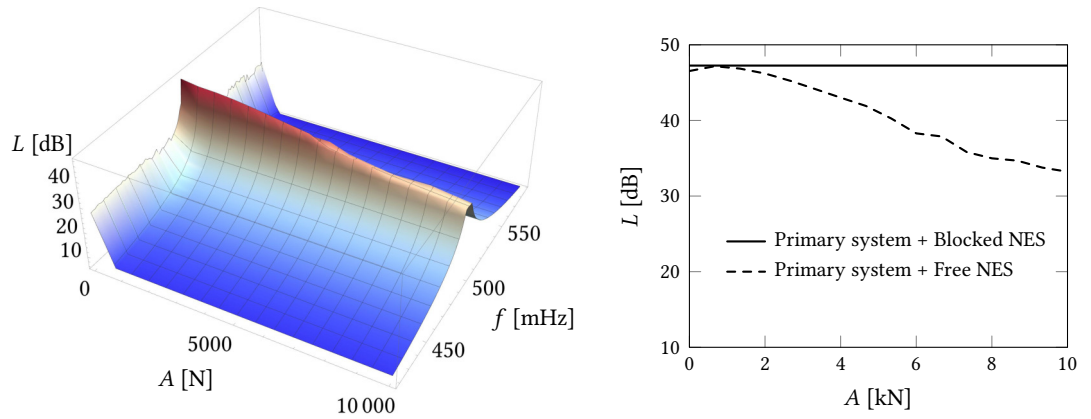 L [dB]
40
30
20
10
0
5000
10 000
A [N]
450
500
550
f [mHz]
50
40
30
20
10
L [dB]
Primary system + Blocked NES
Primary system + Free NES
0 2 4 6 8 10
A [kN]